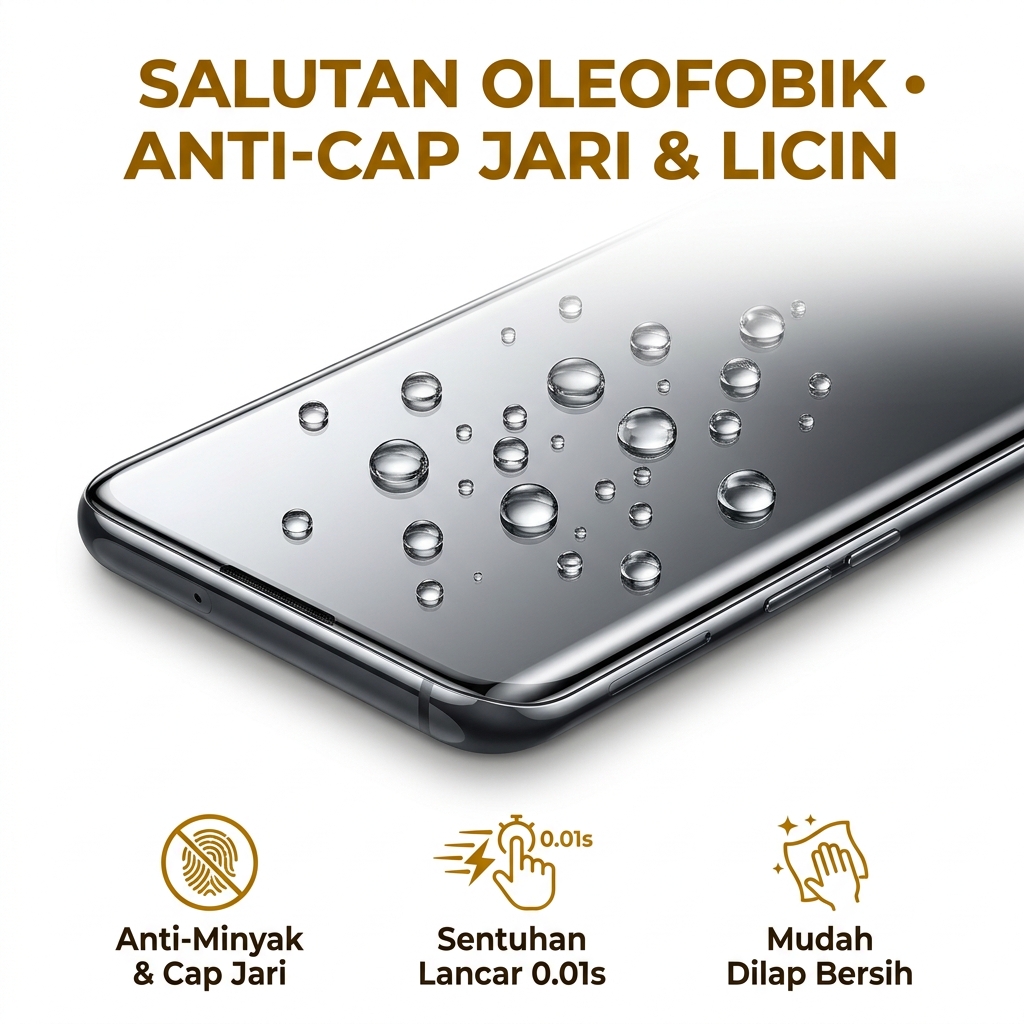 SALUTAN OLEOFOBIK •
ANTI-CAP JARI & LICIN
0.01s
Anti-Minyak
& Cap Jari
Sentuhan
Lancar 0.01s
Mudah
Dilap Bersih